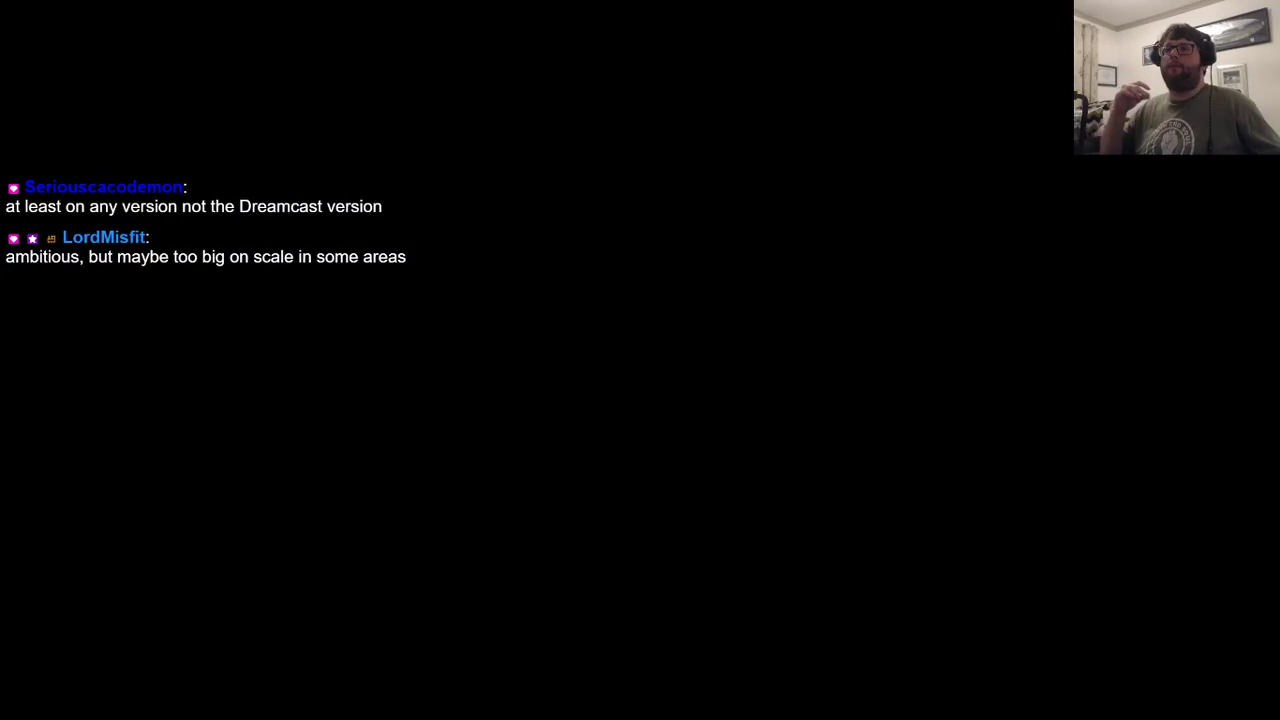 Seriouscacodemon:
at least on any version not the Dreamcast version
LordMisfit:
ambitious, but maybe too big on scale in some areas